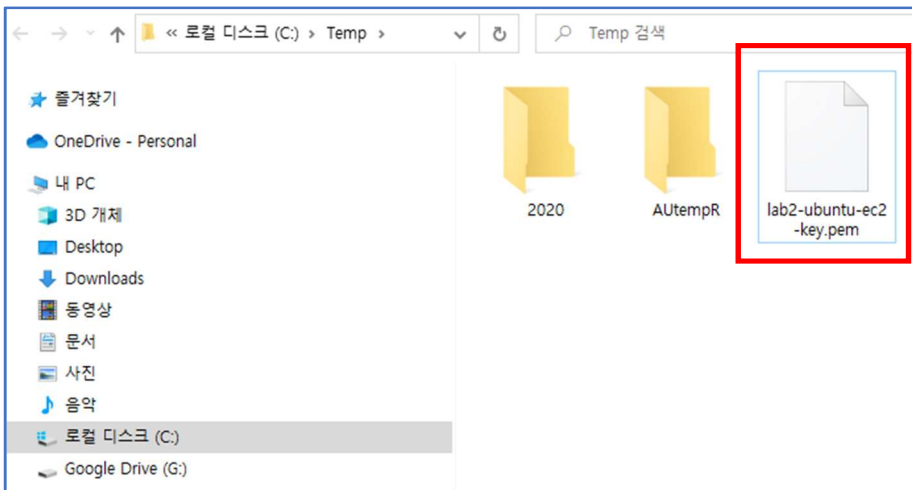 « 로컬 디스크 (C:) › Temp ›
Temp 검색
즐겨찾기
OneDrive - Personal
내 PC
3D 개체
Desktop
Downloads
동영상
문서
사진
음악
로컬 디스크 (C:)
Google Drive (G:)
2020
AUtempR
lab2-ubuntu-ec2
-key.pem